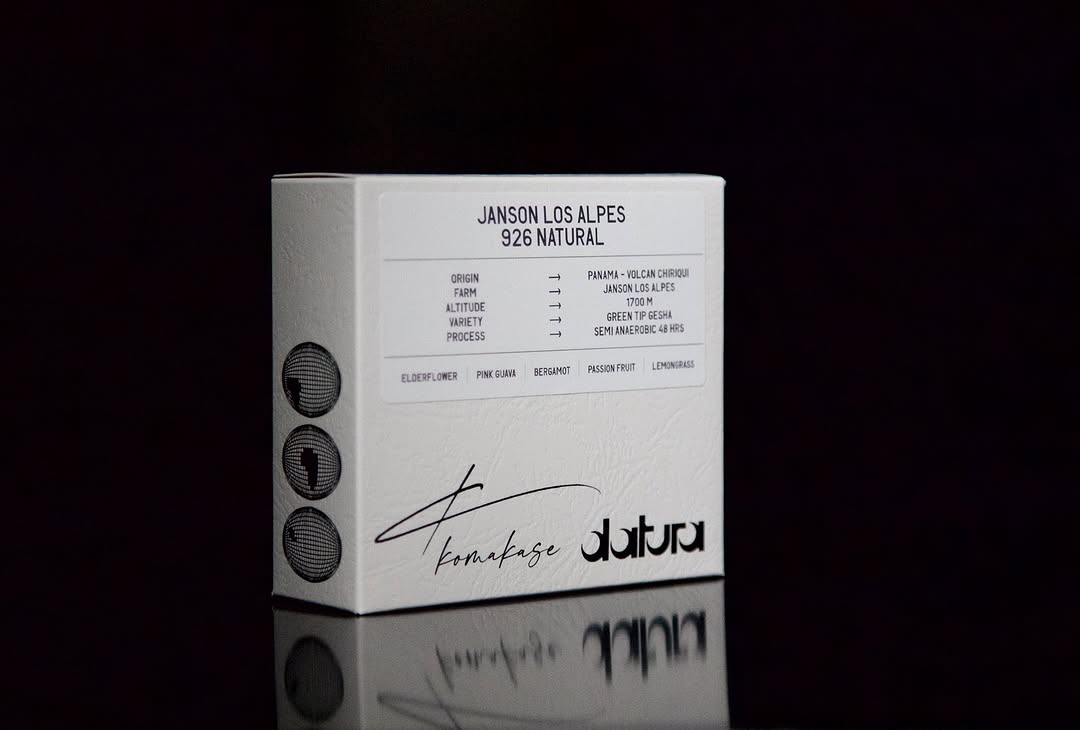 JANSON LOS ALPES
926 NATURAL
ORIGIN → PANAMA - VOLCAN CHIRIQUI
FARM → JANSON LOS ALPES
ALTITUDE → 1700 M
VARIETY → GREEN TIP GESHA
PROCESS → SEMI ANAEROBIC 48 HRS
ELDERFLOWER | PINK GUAVA | BERGAMOT | PASSION FRUIT | LEMONGRASS
komakase
datura